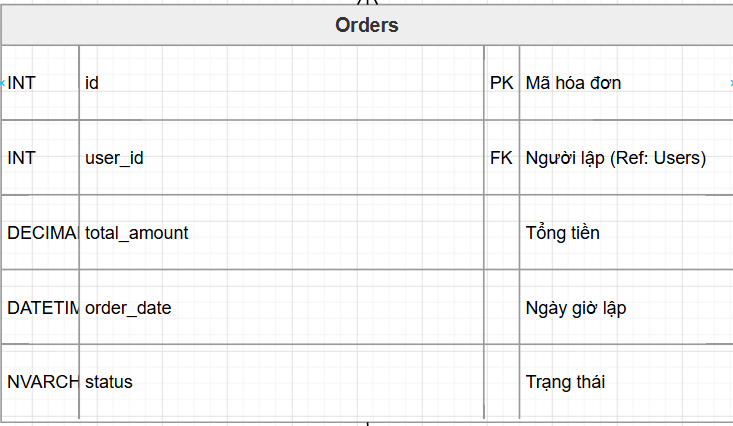 Orders
INT id PK Mã hóa đơn
INT user_id FK Người lập (Ref: Users)
DECIMA total_amount Tổng tiền
DATETIM order_date Ngày giờ lập
NVARCH status Trạng thái